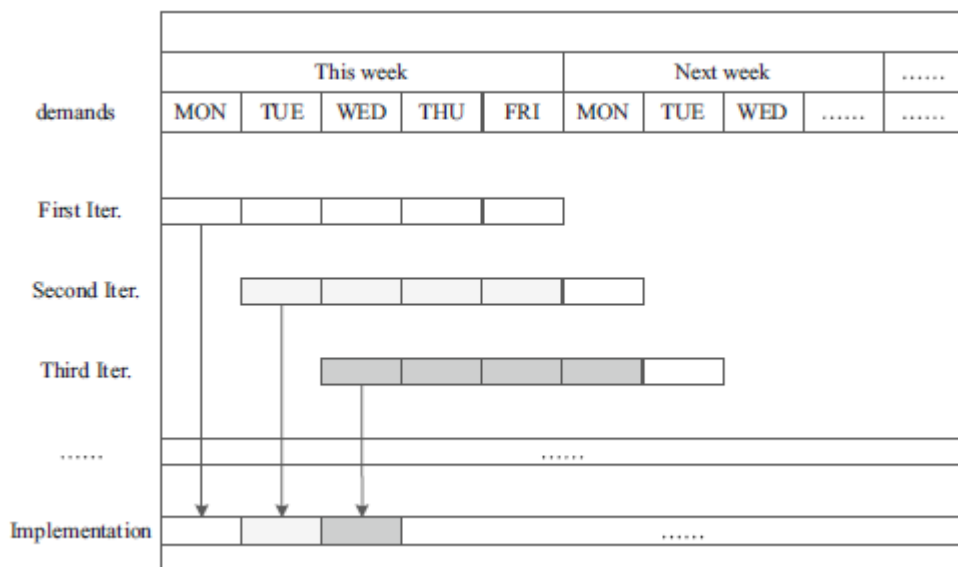 This week Next week ……
demands MON TUE WED THU FRI MON TUE WED …… ……
First Iter.
Second Iter.
Third Iter.
…… ……
Implementation ……